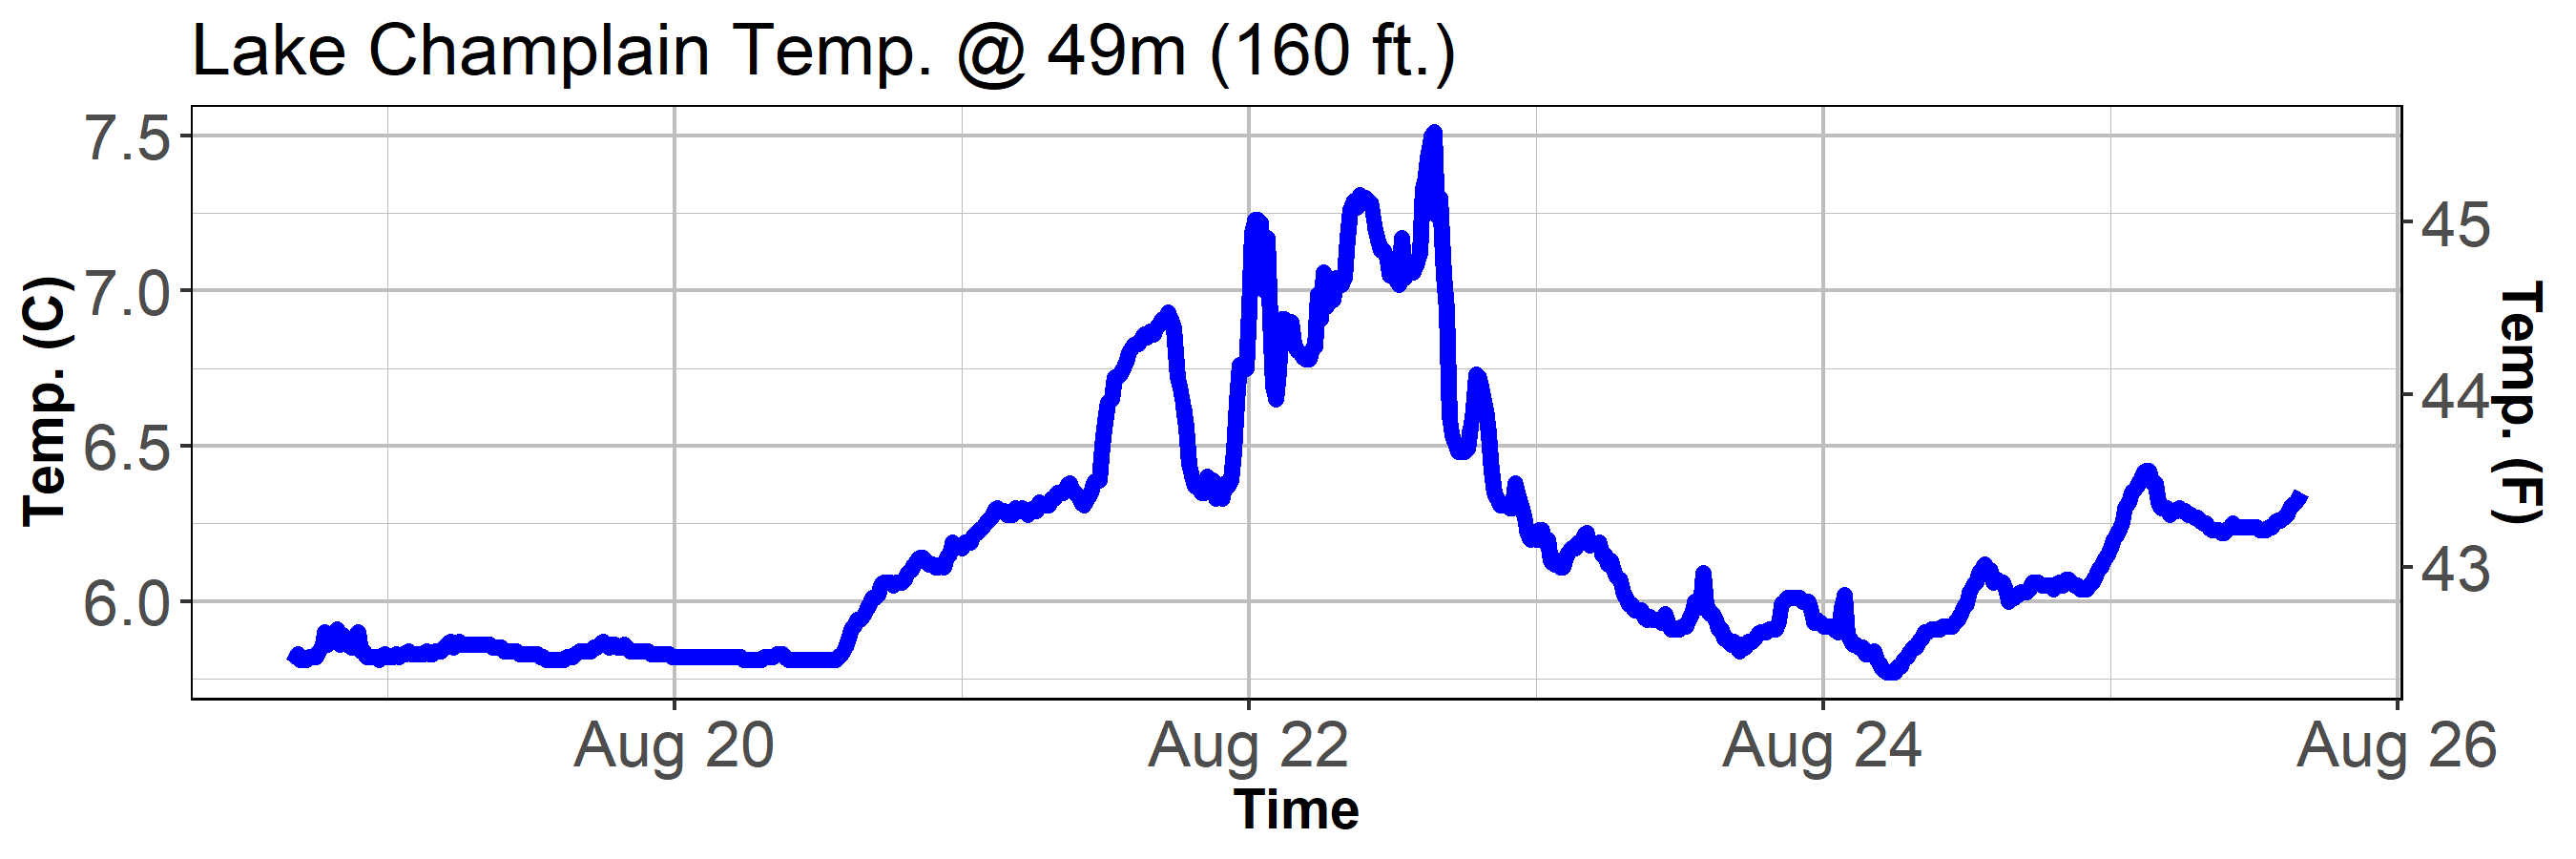 Lake Champlain Temp. @ 49m (160 ft.)
7.5
7.0
6.5
6.0
Temp. (C)
45
44
43
Temp. (F)
Aug 20 Aug 22 Aug 24 Aug 26
Time